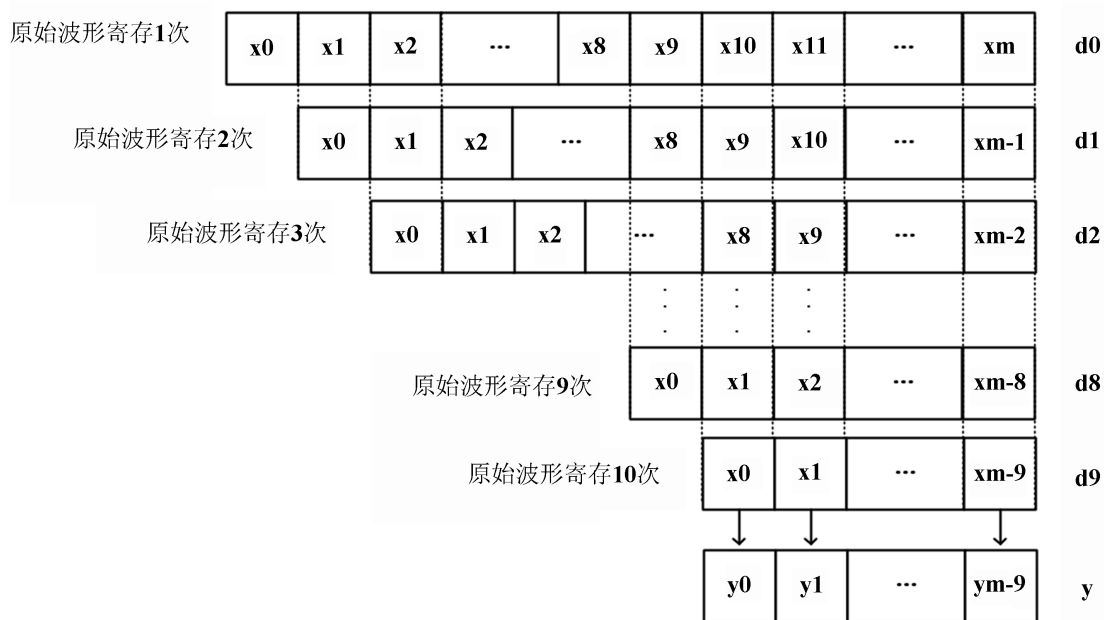 原始波形寄存1次 x0 x1 x2 ... x8 x9 x10 x11 ... xm d0
原始波形寄存2次 x0 x1 x2 ... x8 x9 x10 ... xm-1 d1
原始波形寄存3次 x0 x1 x2 ... x8 x9 ... xm-2 d2
原始波形寄存9次 x0 x1 x2 ... xm-8 d8
原始波形寄存10次 x0 x1 ... xm-9 d9
y0 y1 ... ym-9 y